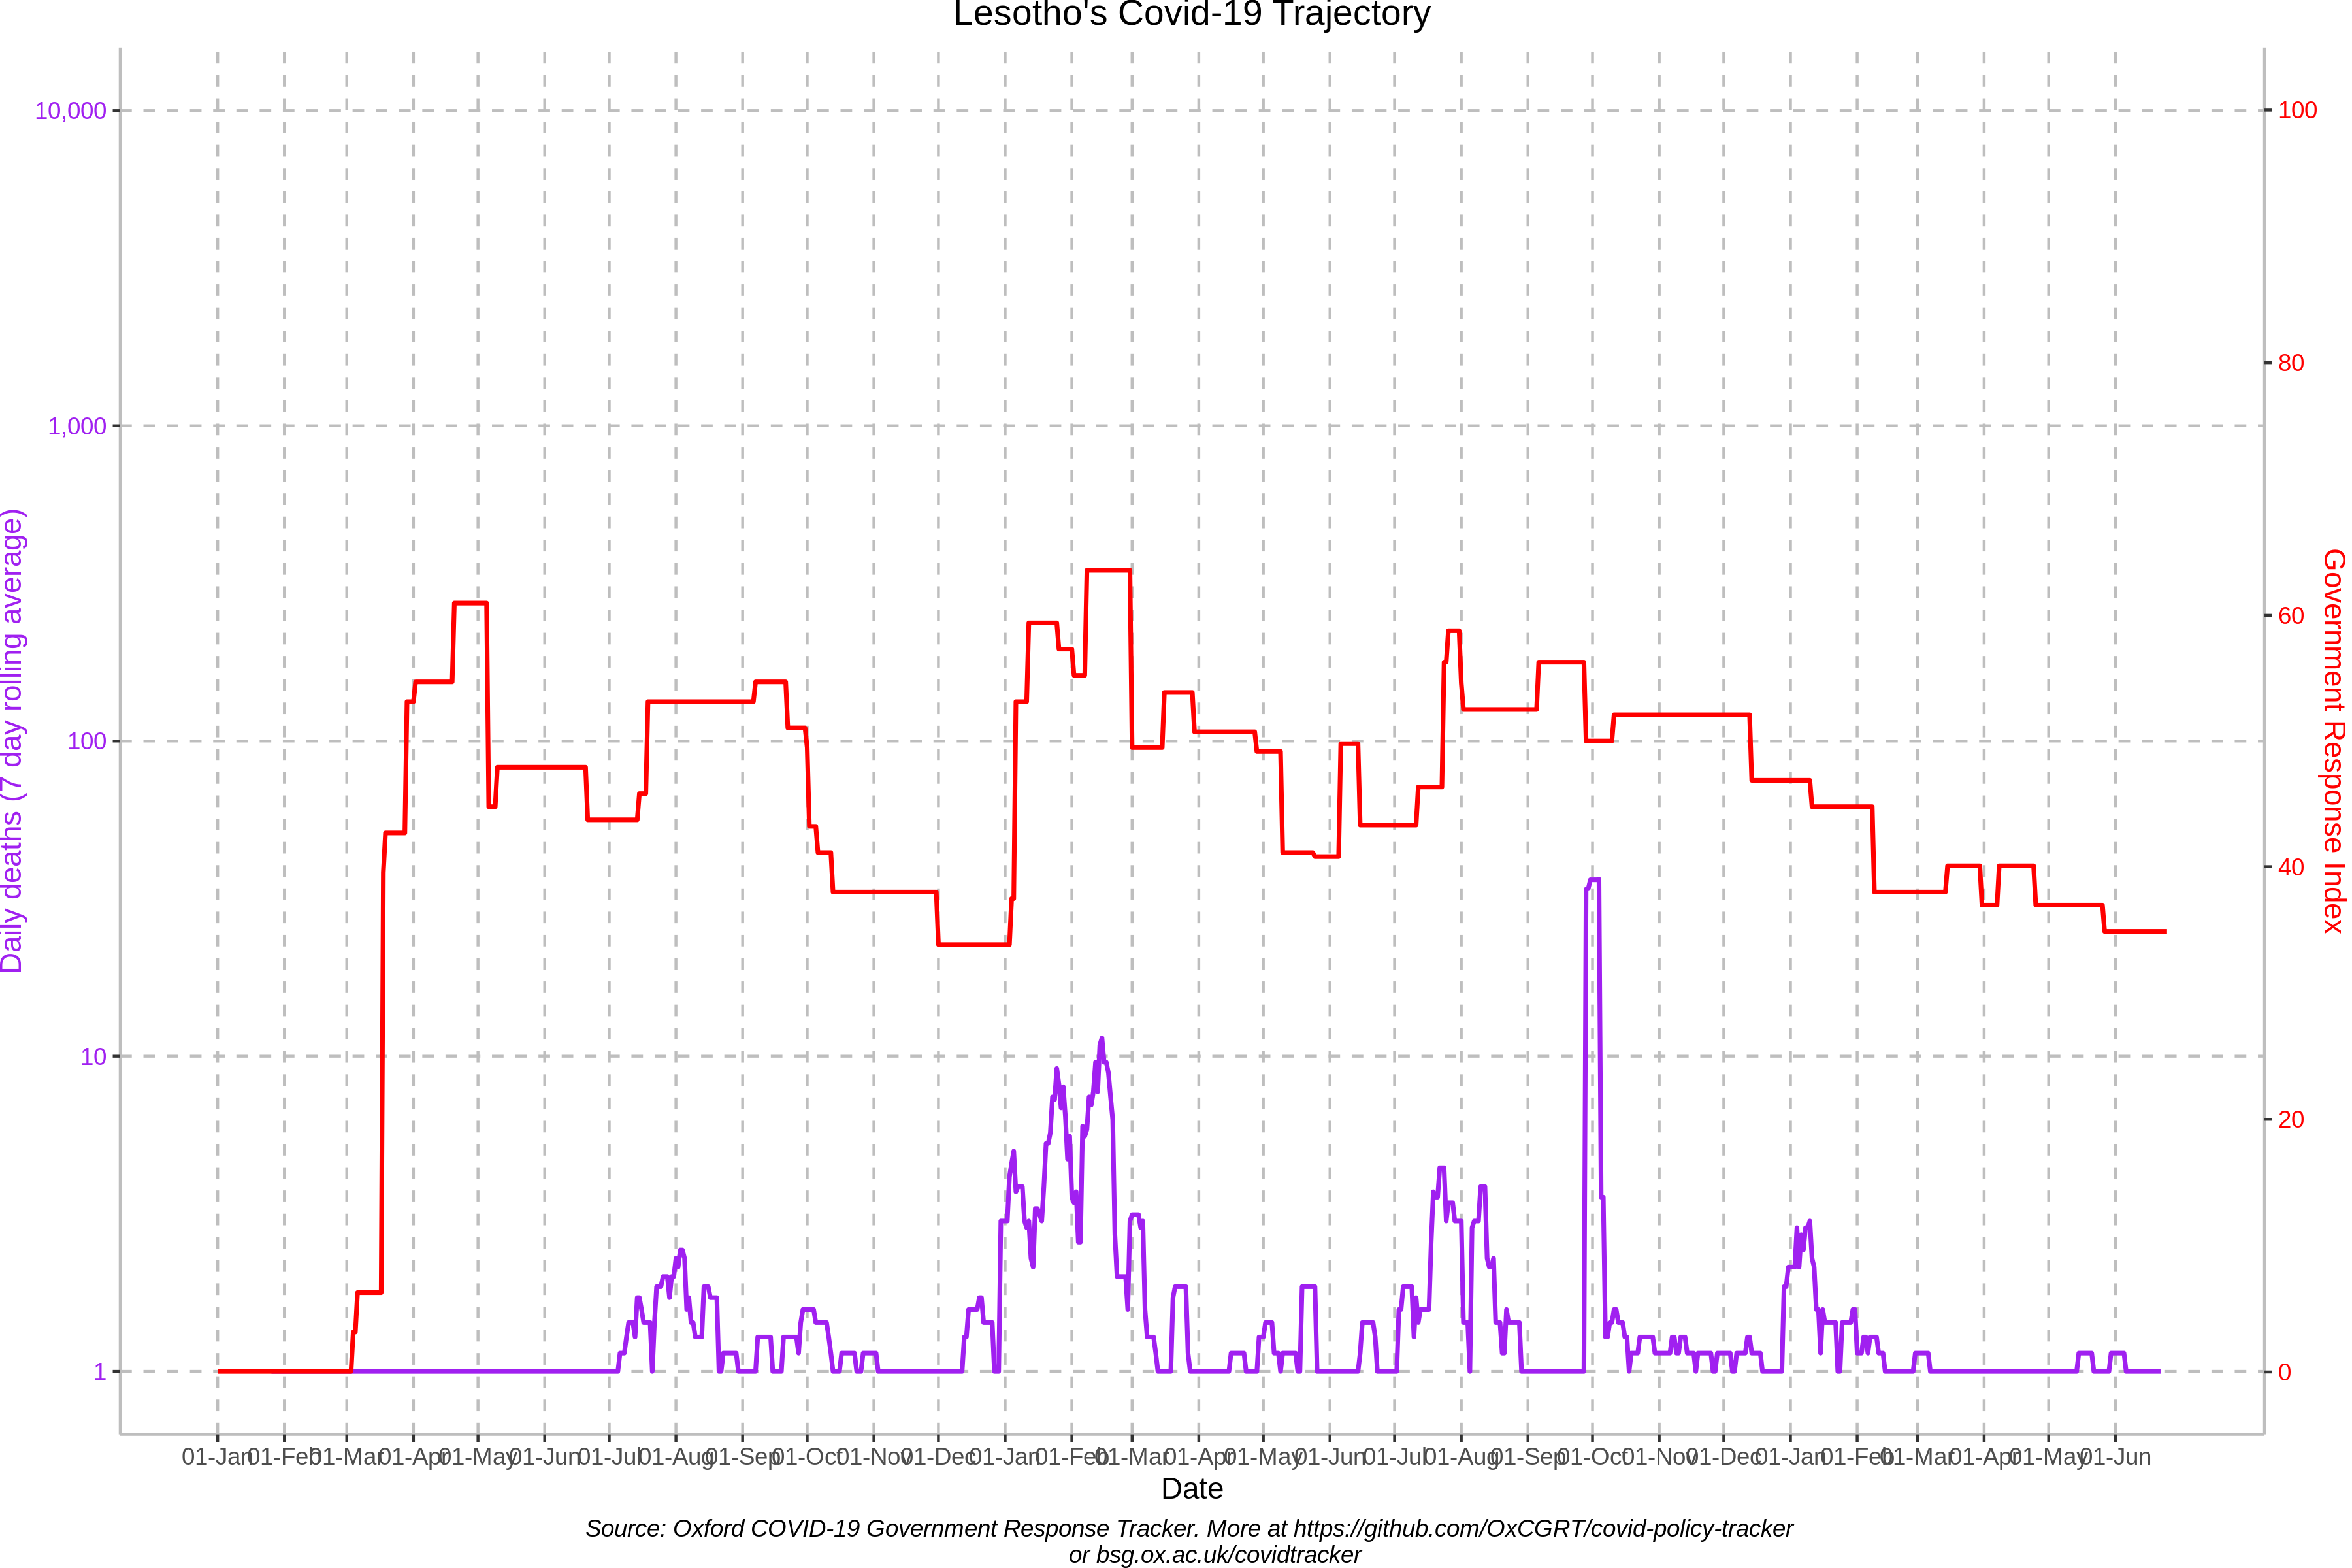 Lesotho's Covid-19 Trajectory
10,000
1,000
100
10
1
Daily deaths (7 day rolling average)
100
80
60
40
20
0
Government Response Index
01-Jan 01-Feb 01-Mar 01-Apr 01-May 01-Jun 01-Jul 01-Aug 01-Sep 01-Oct 01-Nov 01-Dec 01-Jan 01-Feb 01-Mar 01-Apr 01-May 01-Jun 01-Jul 01-Aug 01-Sep 01-Oct 01-Nov 01-Dec 01-Jan 01-Feb 01-Mar 01-Apr 01-May 01-Jun
Date
Source: Oxford COVID-19 Government Response Tracker. More at https://github.com/OxCGRT/covid-policy-tracker
or bsg.ox.ac.uk/covidtracker